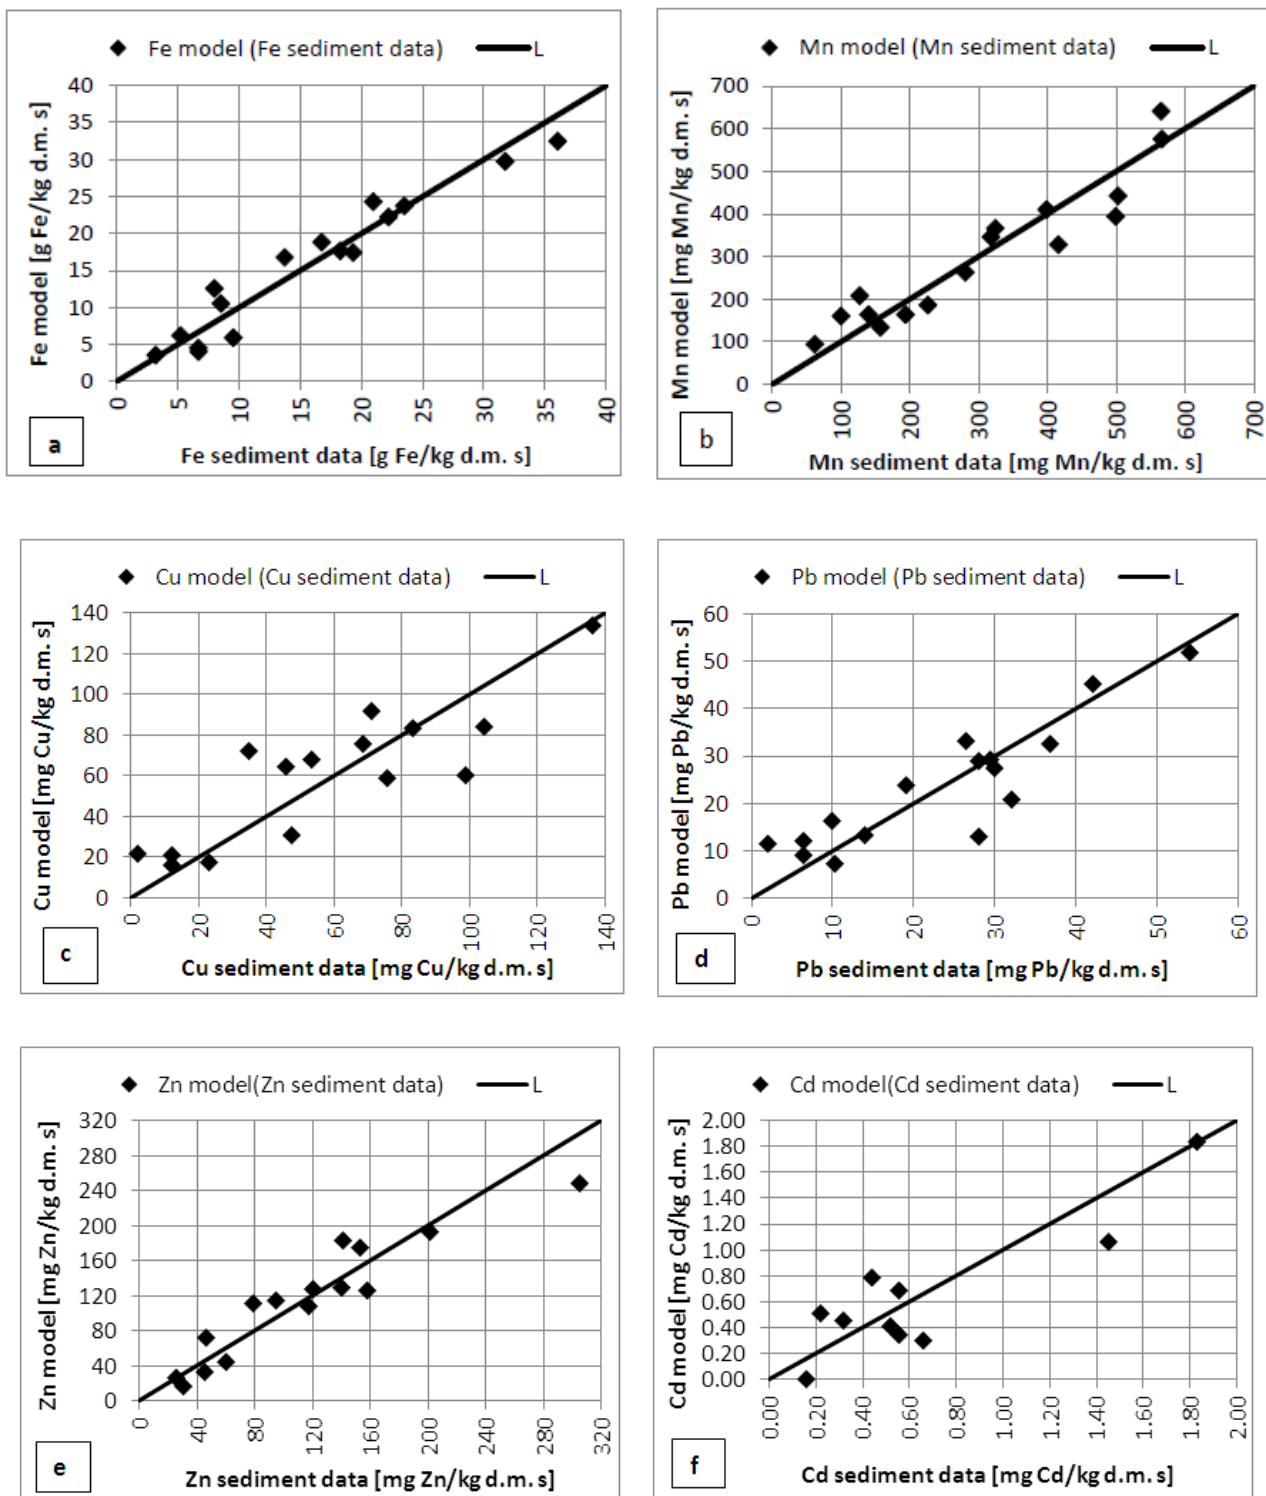 Fe model (Fe sediment data) L
40
35
30
25
20
15
10
5
0
Fe model [g Fe/kg d.m. s]
0 5 10 15 20 25 30 35 40
a
Fe sediment data [g Fe/kg d.m. s]
Mn model (Mn sediment data) L
700
600
500
400
300
200
100
0
Mn model [mg Mn/kg d.m. s]
0 100 200 300 400 500 600 700
b
Mn sediment data [mg Mn/kg d.m. s]
Cu model (Cu sediment data) L
140
120
100
80
60
40
20
0
Cu model [mg Cu/kg d.m. s]
0 20 40 60 80 100 120 140
c
Cu sediment data [mg Cu/kg d.m. s]
Pb model (Pb sediment data) L
60
50
40
30
20
10
0
Pb model [mg Pb/kg d.m. s]
0 10 20 30 40 50 60
d
Pb sediment data [mg Pb/kg d.m. s]
Zn model(Zn sediment data) L
320
280
240
200
160
120
80
40
0
Zn model [mg Zn/kg d.m. s]
0 40 80 120 160 200 240 280 320
e
Zn sediment data [mg Zn/kg d.m. s]
Cd model(Cd sediment data) L
2.00
1.80
1.60
1.40
1.20
1.00
0.80
0.60
0.40
0.20
0.00
Cd model [mg Cd/kg d.m. s]
0.00 0.20 0.40 0.60 0.80 1.00 1.20 1.40 1.60 1.80 2.00
f
Cd sediment data [mg Cd/kg d.m. s]